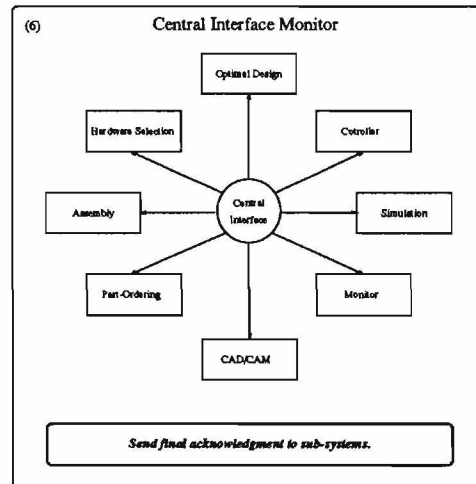 (6) Central Interface Monitor
Optimal Design
Hardware Selection
Cotroller
Central
Interface
Assembly
Simulation
Part-Ordering
Monitor
CAD/CAM
Send final acknowledgment to sub-systems.